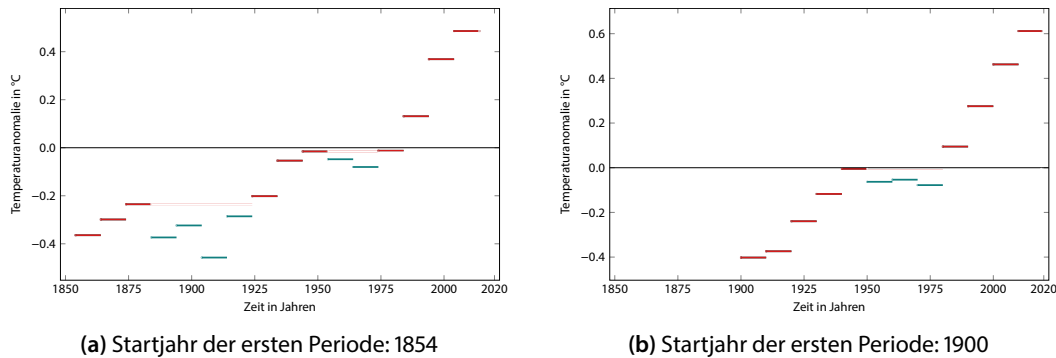 Temperaturanomalie in °C
0.4
0.2
0.0
−0.2
−0.4
1850 1875 1900 1925 1950 1975 2000 2020
Zeit in Jahren
(a) Startjahr der ersten Periode: 1854
Temperaturanomalie in °C
0.6
0.4
0.2
0.0
−0.2
−0.4
1850 1875 1900 1925 1950 1975 2000 2020
Zeit in Jahren
(b) Startjahr der ersten Periode: 1900